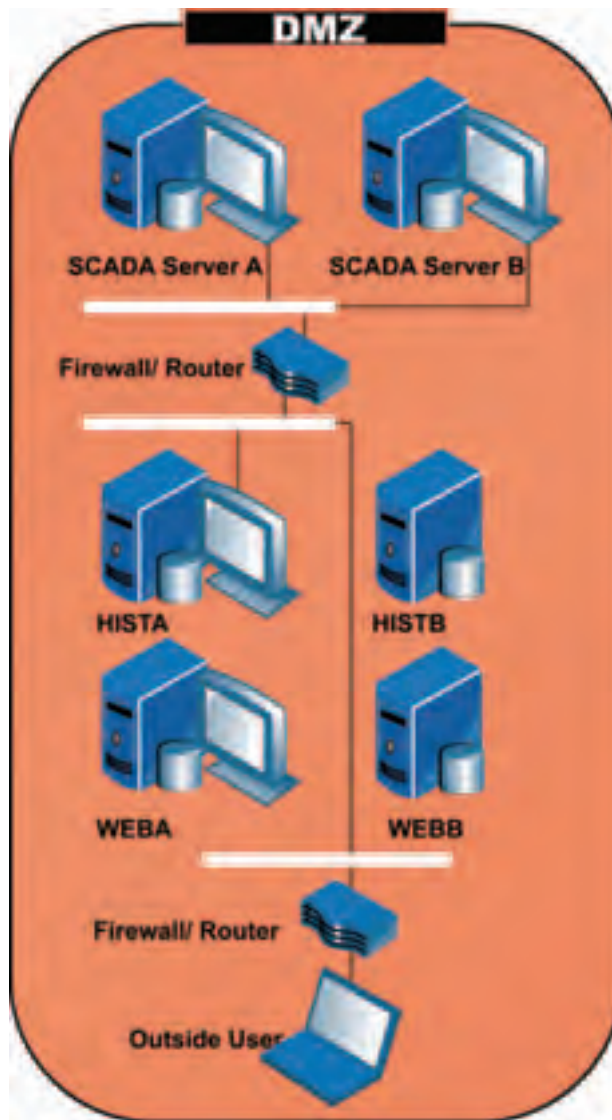 DMZ
SCADA Server A
SCADA Server B
Firewall/ Router
HISTA
HISTB
WEBA
WEBB
Firewall/ Router
Outside User